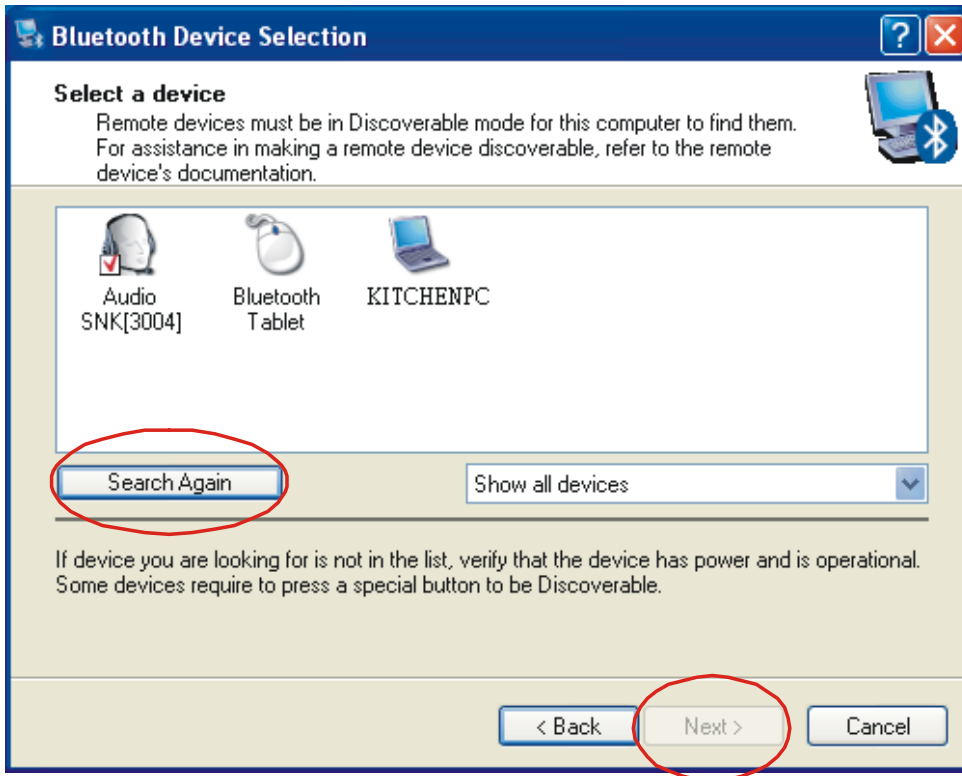 Bluetooth Device Selection
?
Select a device
Remote devices must be in Discoverable mode for this computer to find them.
For assistance in making a remote device discoverable, refer to the remote
device's documentation.
Audio
SNK[3004]
Bluetooth
Tablet
KITCHENPC
Search Again
Show all devices
If device you are looking for is not in the list, verify that the device has power and is operational.
Some devices require to press a special button to be Discoverable.
< Back
Next >
Cancel